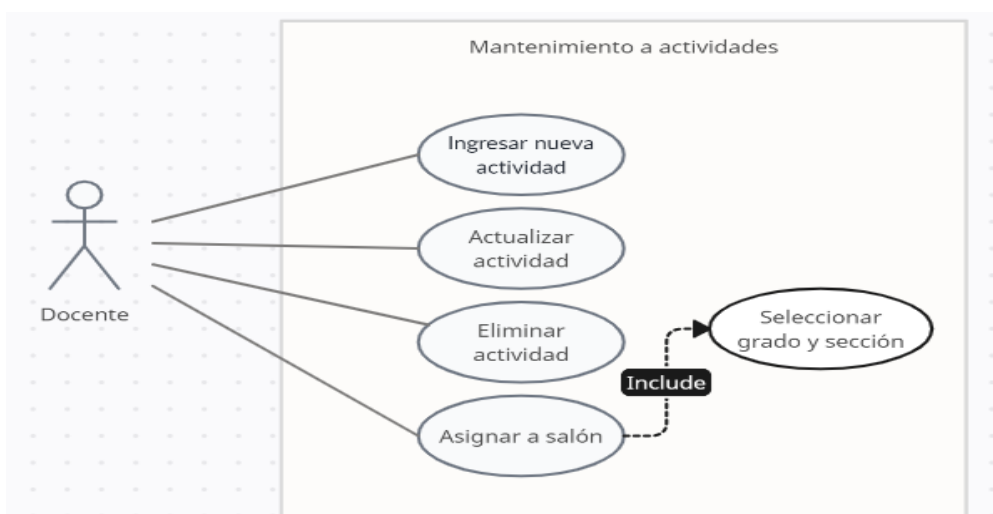 Mantenimiento a actividades
Ingresar nueva
actividad
Actualizar
actividad
Eliminar
actividad
Asignar a salón
Seleccionar
grado y sección
Include
Docente